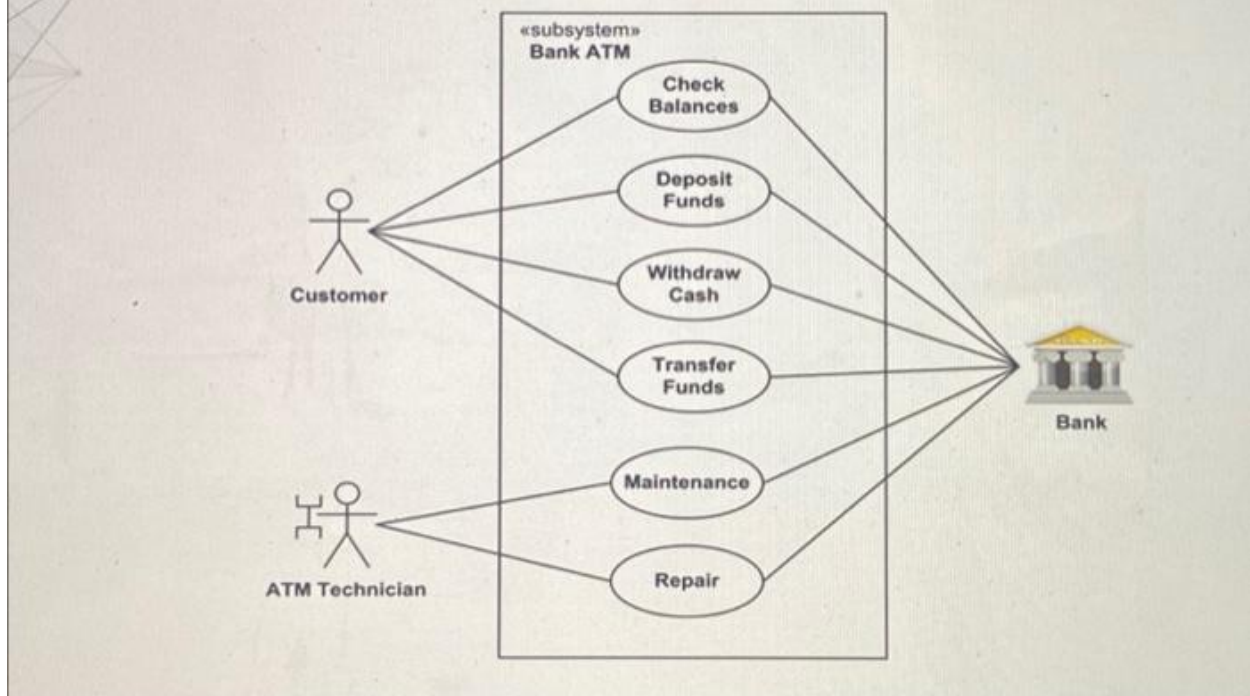 «subsystem»
Bank ATM
Check
Balances
Deposit
Funds
Withdraw
Cash
Transfer
Funds
Maintenance
Repair
Customer
ATM Technician
Bank